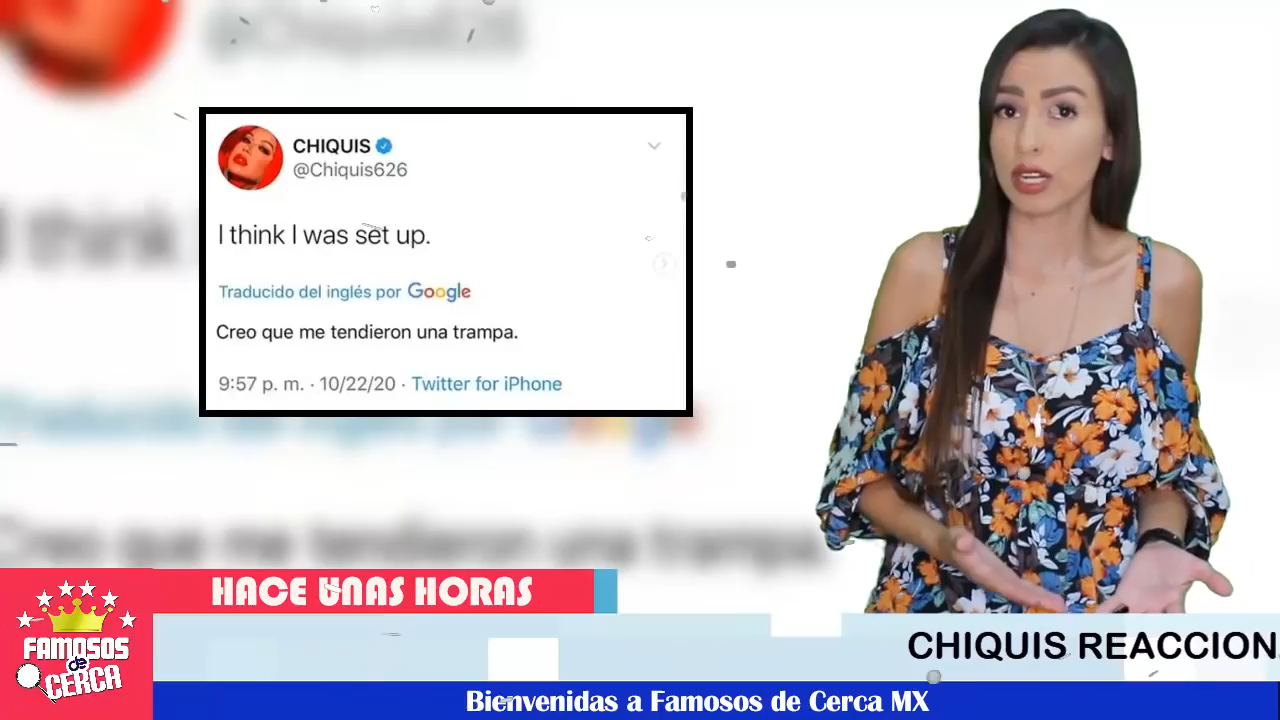 CHIQUIS
@Chiquis626
I think I was set up.
Traducido del inglés por Google
Creo que me tendieron una trampa.
9:57 p. m. · 10/22/20 · Twitter for iPhone
HACE UNAS HORAS
FAMOSOS
de
CERCA
CHIQUIS REACCION
Bienvenidas a Famosos de Cerca MX